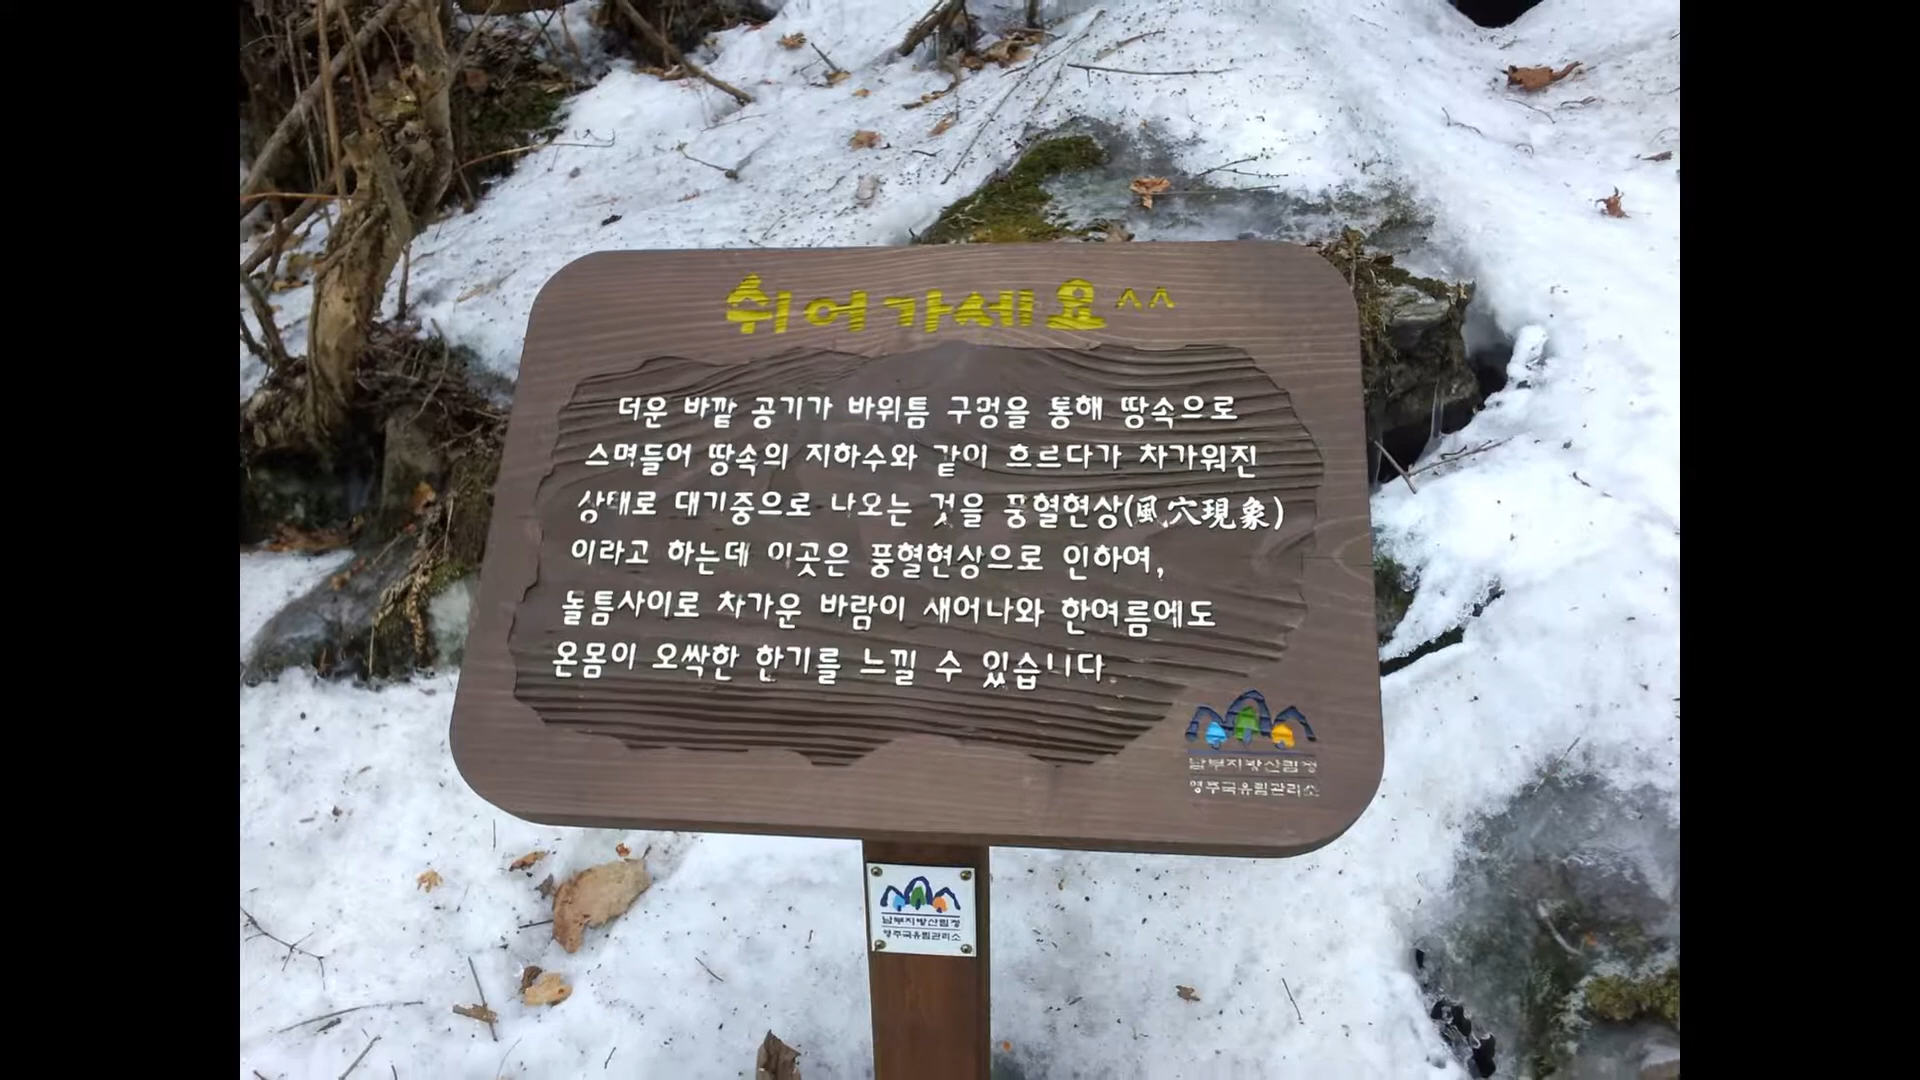 쉬어가세요^^
더운 바깥 공기가 바위틈 구멍을 통해 땅속으로
스며들어 땅속의 지하수와 같이 흐르다가 차가워진
상태로 대기중으로 나오는 것을 풍혈현상(風穴現象)
이라고 하는데 이곳은 풍혈현상으로 인하여,
돌틈사이로 차가운 바람이 새어나와 한여름에도
온몸이 오싹한 한기를 느낄 수 있습니다.
남부지방산림청
영주국유림관리소
남부지방산림청
영주국유림관리소